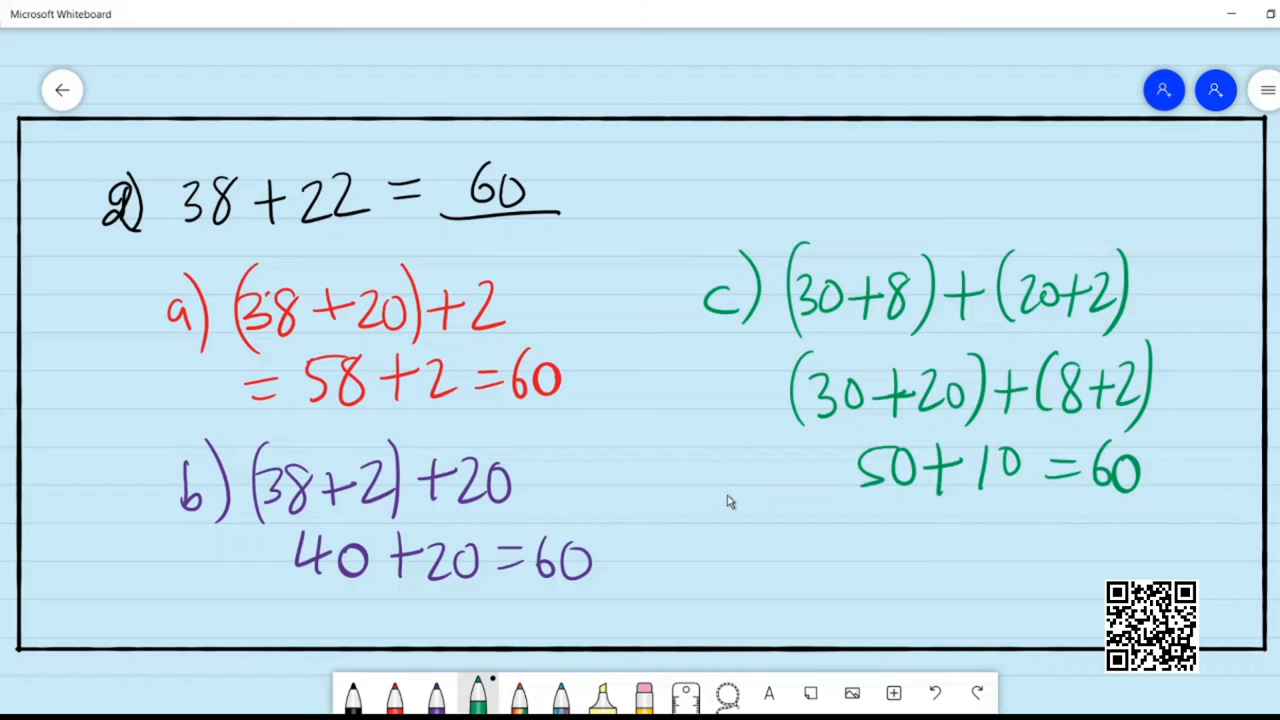 Microsoft Whiteboard
2) 38 + 22 = 60
a) (38 + 20) + 2
= 58 + 2 = 60
b) (38 + 2) + 20
40 + 20 = 60
c) (30 + 8) + (20 + 2)
(30 + 20) + (8 + 2)
50 + 10 = 60
A